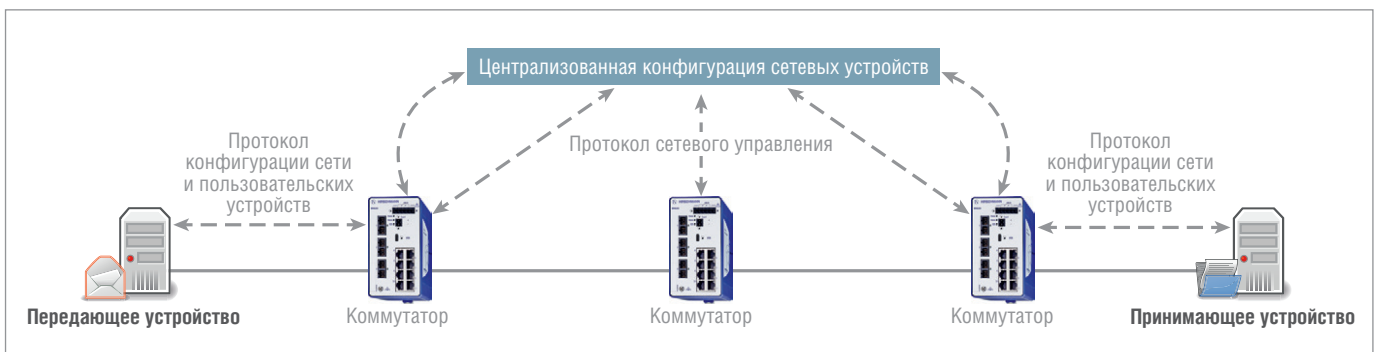 Централизованная конфигурация сетевых устройств
Протокол
конфигурации сети
и пользовательских
устройств
Протокол сетевого управления
Протокол
конфигурации сети
и пользовательских
устройств
Передающее устройство
Коммутатор
Коммутатор
Коммутатор
Принимающее устройство